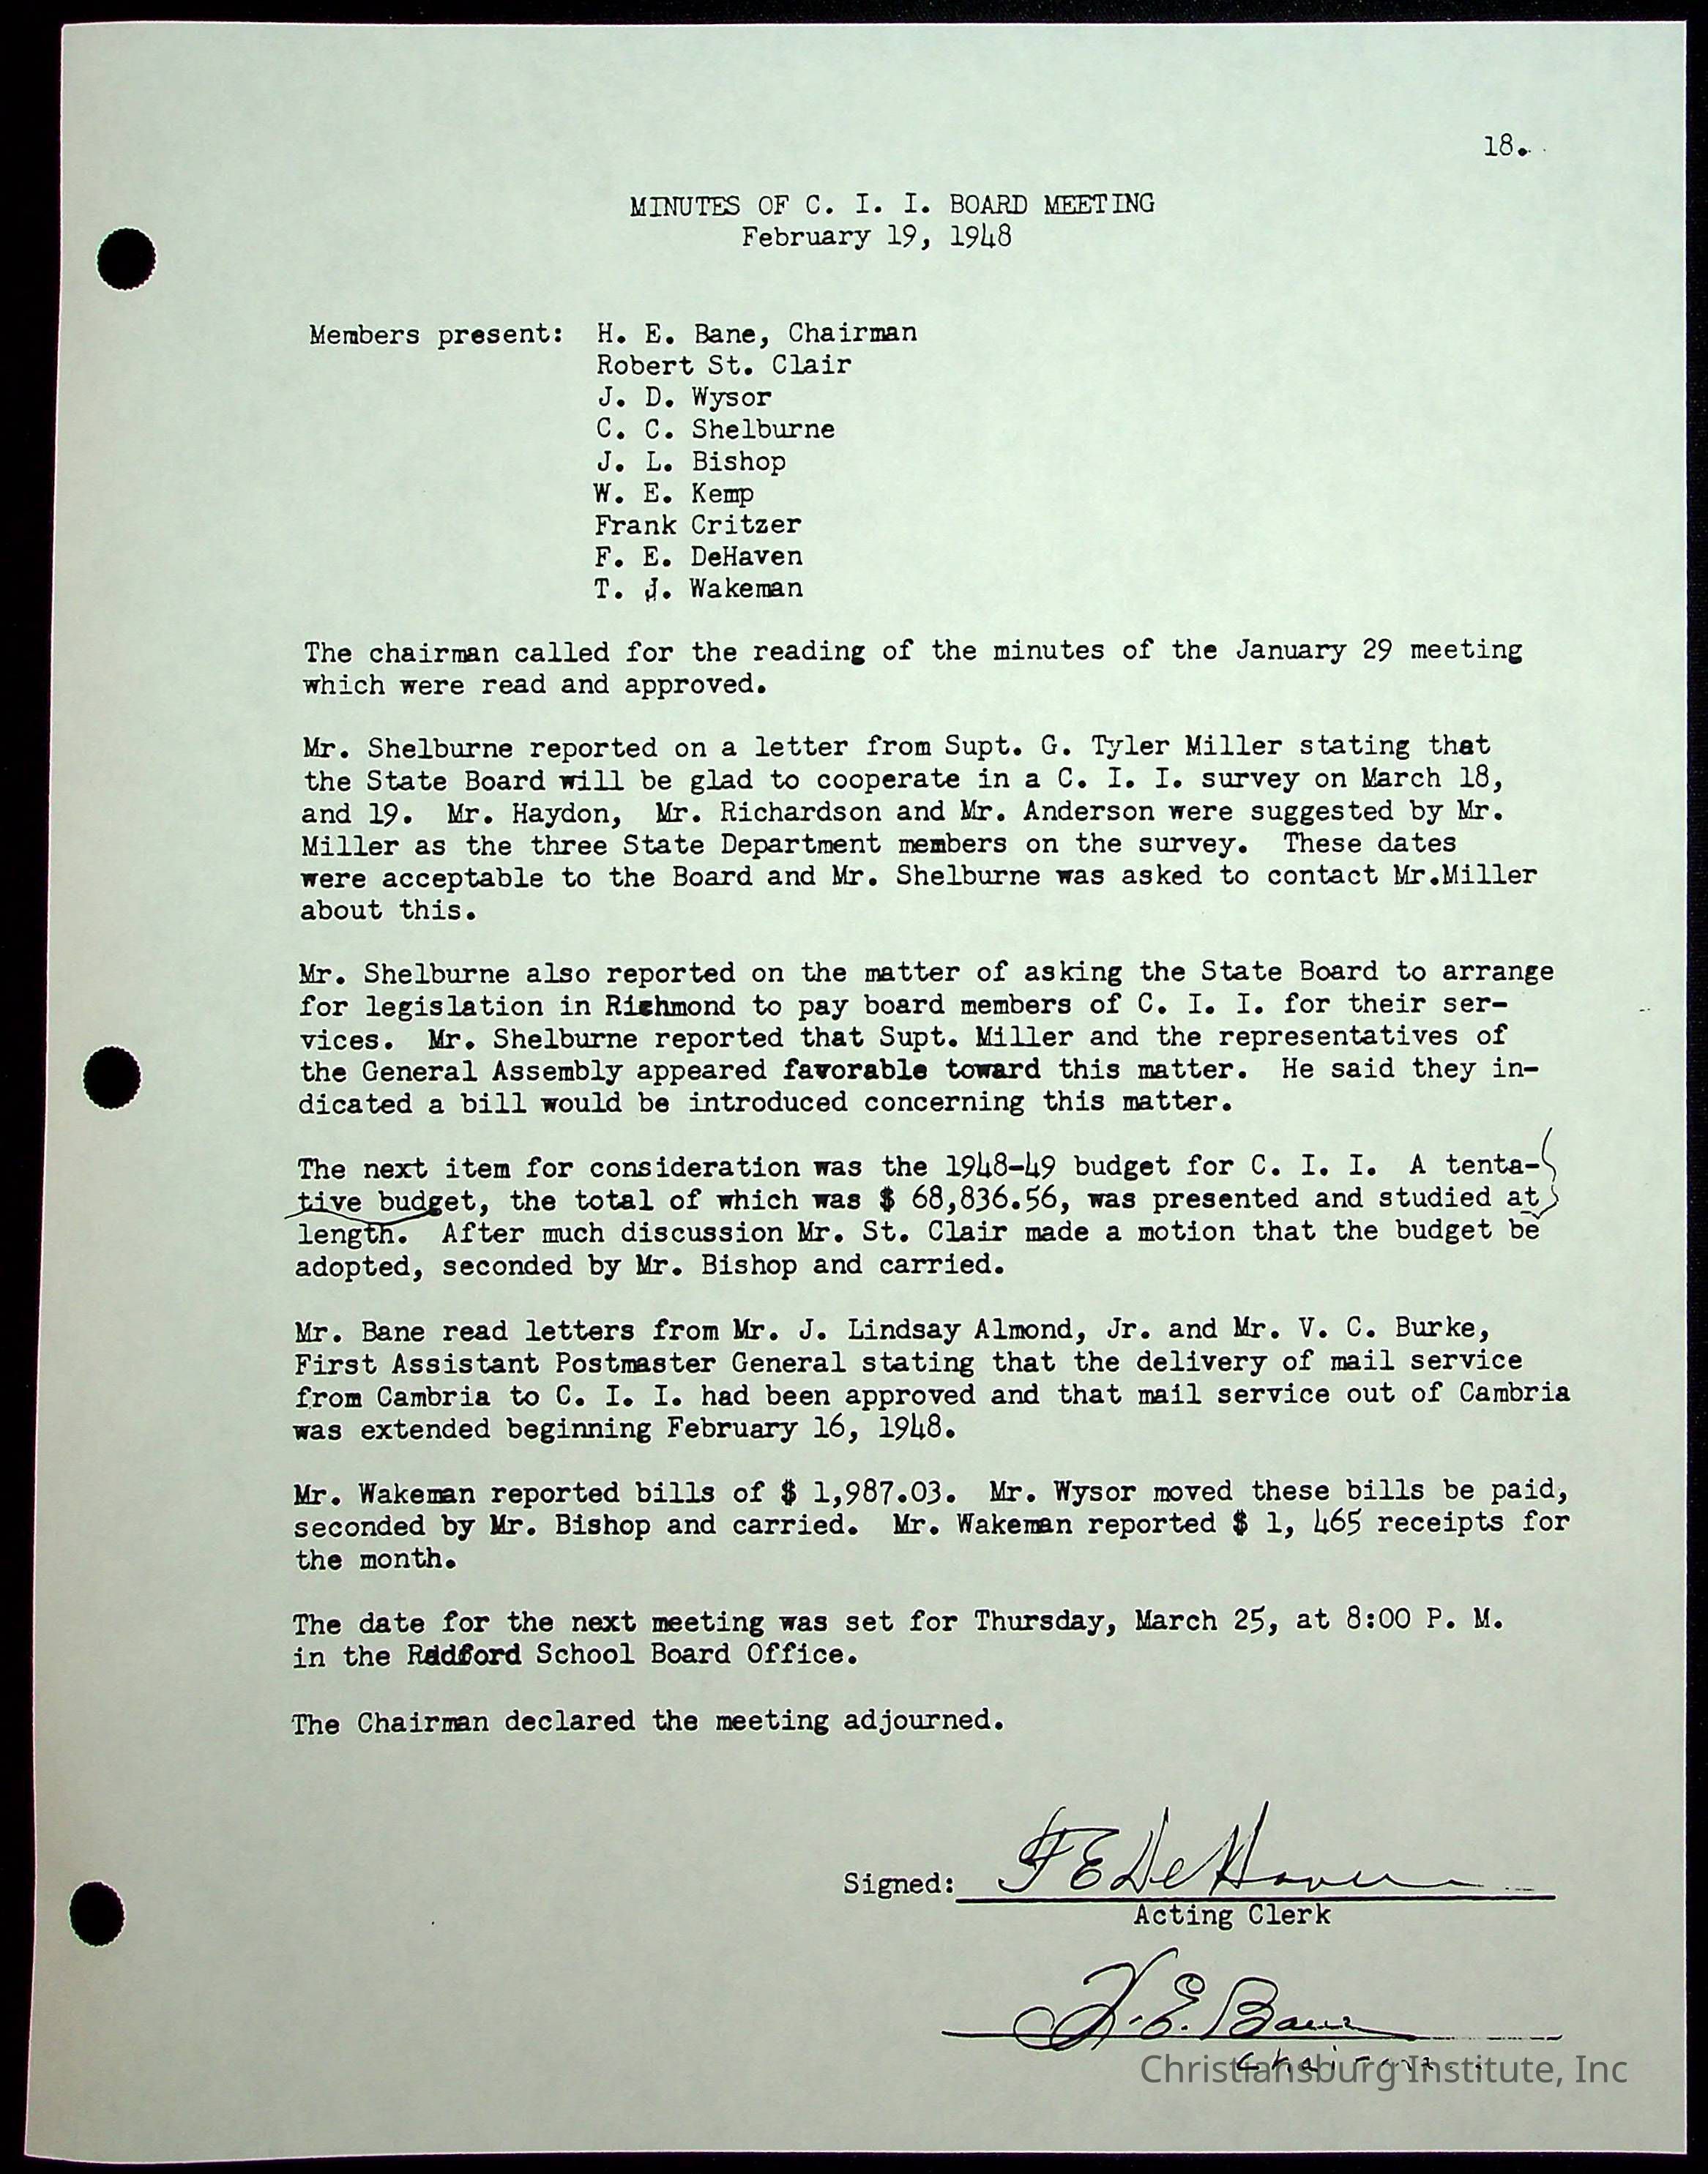 18.
MINUTES OF C. I. I. BOARD MEETING
February 19, 1948
Members present: H. E. Bane, Chairman
Robert St. Clair
J. D. Wysor
C. C. Shelburne
J. L. Bishop
W. E. Kemp
Frank Critzer
F. E. DeHaven
T. J. Wakeman
The chairman called for the reading of the minutes of the January 29 meeting
which were read and approved.
Mr. Shelburne reported on a letter from Supt. G. Tyler Miller stating that
the State Board will be glad to cooperate in a C. I. I. survey on March 18,
and 19. Mr. Haydon, Mr. Richardson and Mr. Anderson were suggested by Mr.
Miller as the three State Department members on the survey. These dates
were acceptable to the Board and Mr. Shelburne was asked to contact Mr.Miller
about this.
Mr. Shelburne also reported on the matter of asking the State Board to arrange
for legislation in Richmond to pay board members of C. I. I. for their ser-
vices. Mr. Shelburne reported that Supt. Miller and the representatives of
the General Assembly appeared favorable toward this matter. He said they in-
dicated a bill would be introduced concerning this matter.
The next item for consideration was the 1948-49 budget for C. I. I. A tenta-
tive budget, the total of which was $ 68,836.56, was presented and studied at
length. After much discussion Mr. St. Clair made a motion that the budget be
adopted, seconded by Mr. Bishop and carried.
Mr. Bane read letters from Mr. J. Lindsay Almond, Jr. and Mr. V. C. Burke,
First Assistant Postmaster General stating that the delivery of mail service
from Cambria to C. I. I. had been approved and that mail service out of Cambria
was extended beginning February 16, 1948.
Mr. Wakeman reported bills of $ 1,987.03. Mr. Wysor moved these bills be paid,
seconded by Mr. Bishop and carried. Mr. Wakeman reported $ 1, 465 receipts for
the month.
The date for the next meeting was set for Thursday, March 25, at 8:00 P. M.
in the Radford School Board Office.
The Chairman declared the meeting adjourned.
Signed: F E DeHaven
Acting Clerk
H. E. Bane
Chairman
Christiansburg Institute, Inc